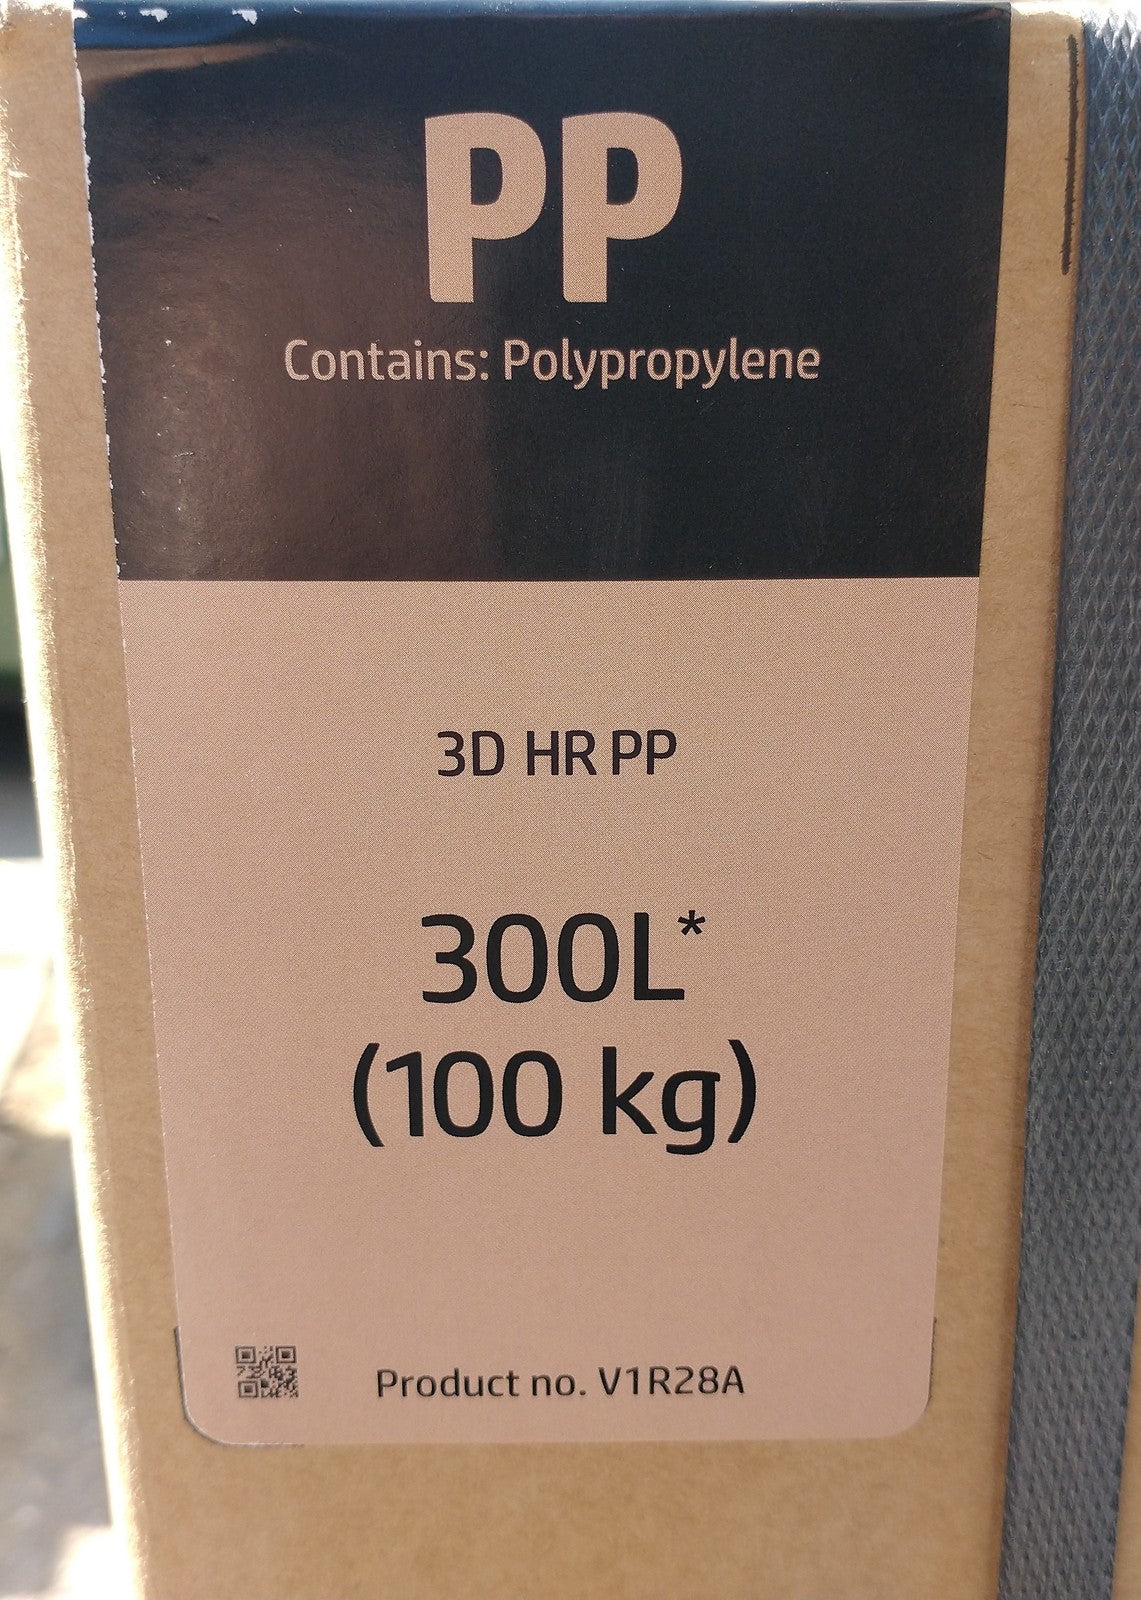 PP
Contains: Polypropylene
3D HR PP
300L*
(100 kg)
Product no. V1R28A